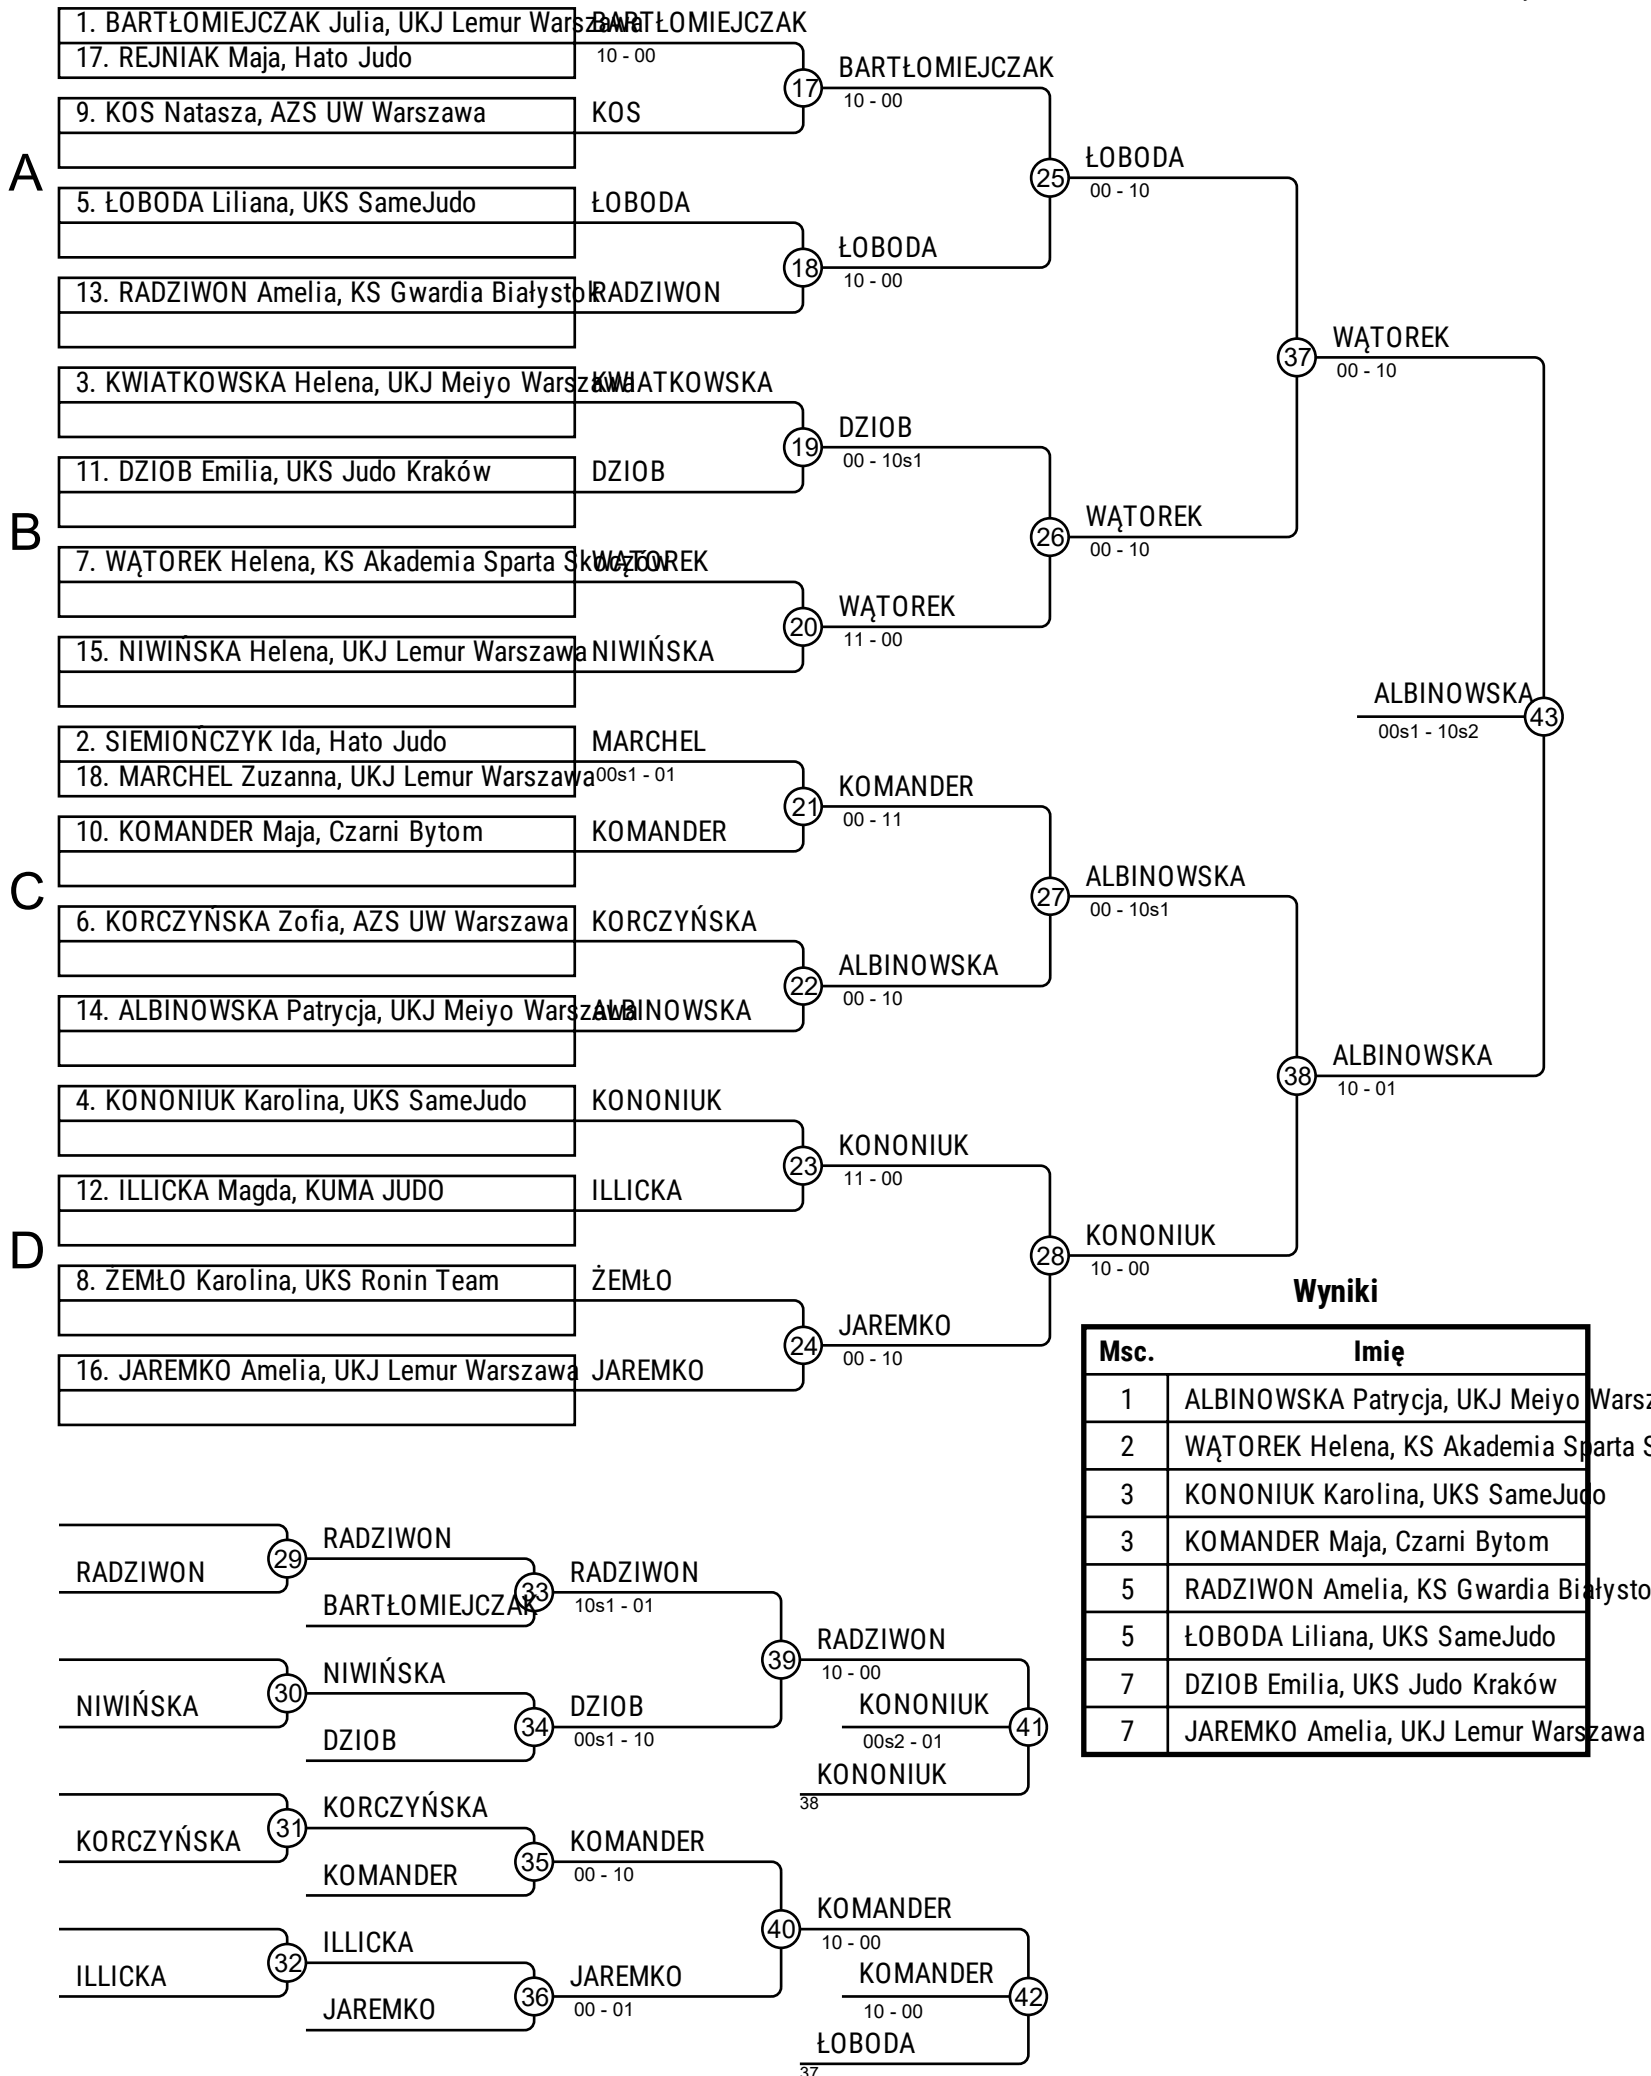 1. BARTŁOMIEJCZAK Julia, UKJ Lemur Warszawa
BARTŁOMIEJCZAK
17. REJNIAK Maja, Hato Judo
10 - 00
17
BARTŁOMIEJCZAK
10 - 00
9. KOS Natasza, AZS UW Warszawa
KOS
A
25
ŁOBODA
00 - 10
5. ŁOBODA Liliana, UKS SameJudo
ŁOBODA
18
ŁOBODA
10 - 00
13. RADZIWON Amelia, KS Gwardia Białystok
RADZIWON
37
WĄTOREK
00 - 10
3. KWIATKOWSKA Helena, UKJ Meiyo Warszawa
KWIATKOWSKA
19
DZIOB
00 - 10s1
11. DZIOB Emilia, UKS Judo Kraków
DZIOB
B
26
WĄTOREK
00 - 10
7. WĄTOREK Helena, KS Akademia Sparta Skoczów
WĄTOREK
20
WĄTOREK
11 - 00
15. NIWIŃSKA Helena, UKJ Lemur Warszawa
NIWIŃSKA
ALBINOWSKA
43
00s1 - 10s2
2. SIEMIOŃCZYK Ida, Hato Judo
MARCHEL
18. MARCHEL Zuzanna, UKJ Lemur Warszawa
00s1 - 01
21
KOMANDER
00 - 11
10. KOMANDER Maja, Czarni Bytom
KOMANDER
C
27
ALBINOWSKA
00 - 10s1
6. KORCZYŃSKA Zofia, AZS UW Warszawa
KORCZYŃSKA
22
ALBINOWSKA
00 - 10
14. ALBINOWSKA Patrycja, UKJ Meiyo Warszawa
ALBINOWSKA
38
ALBINOWSKA
10 - 01
4. KONONIUK Karolina, UKS SameJudo
KONONIUK
23
KONONIUK
11 - 00
12. ILLICKA Magda, KUMA JUDO
ILLICKA
D
28
KONONIUK
10 - 00
8. ŻEMŁO Karolina, UKS Ronin Team
ŻEMŁO
24
JAREMKO
00 - 10
16. JAREMKO Amelia, UKJ Lemur Warszawa
JAREMKO
Wyniki
Msc. Imię
1 ALBINOWSKA Patrycja, UKJ Meiyo Warsz
2 WĄTOREK Helena, KS Akademia Sparta S
3 KONONIUK Karolina, UKS SameJudo
3 KOMANDER Maja, Czarni Bytom
5 RADZIWON Amelia, KS Gwardia Białysto
5 ŁOBODA Liliana, UKS SameJudo
7 DZIOB Emilia, UKS Judo Kraków
7 JAREMKO Amelia, UKJ Lemur Warszawa
RADZIWON
29
RADZIWON
BARTŁOMIEJCZAK
33
RADZIWON
10s1 - 01
NIWIŃSKA
30
NIWIŃSKA
DZIOB
34
DZIOB
00s1 - 10
39
RADZIWON
10 - 00
KONONIUK
41
00s2 - 01
KONONIUK
38
KORCZYŃSKA
31
KORCZYŃSKA
KOMANDER
35
KOMANDER
00 - 10
ILLICKA
32
ILLICKA
JAREMKO
36
JAREMKO
00 - 01
40
KOMANDER
10 - 00
KOMANDER
42
10 - 00
ŁOBODA
37